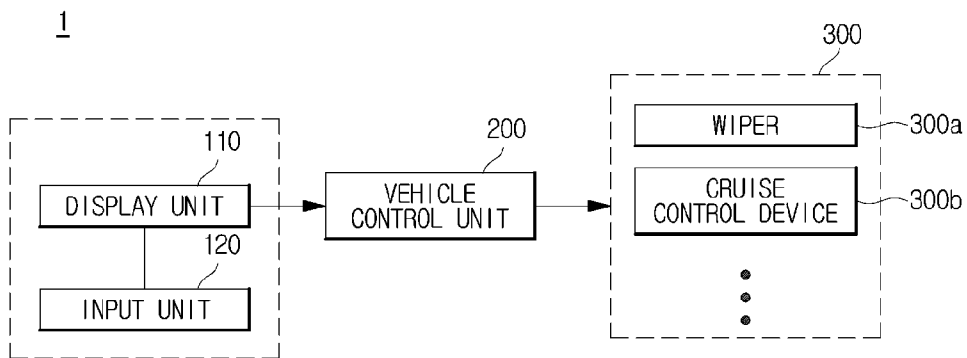 1
300
WIPER
300a
110
200
DISPLAY UNIT
VEHICLE
CONTROL UNIT
CRUISE
CONTROL DEVICE
300b
120
INPUT UNIT